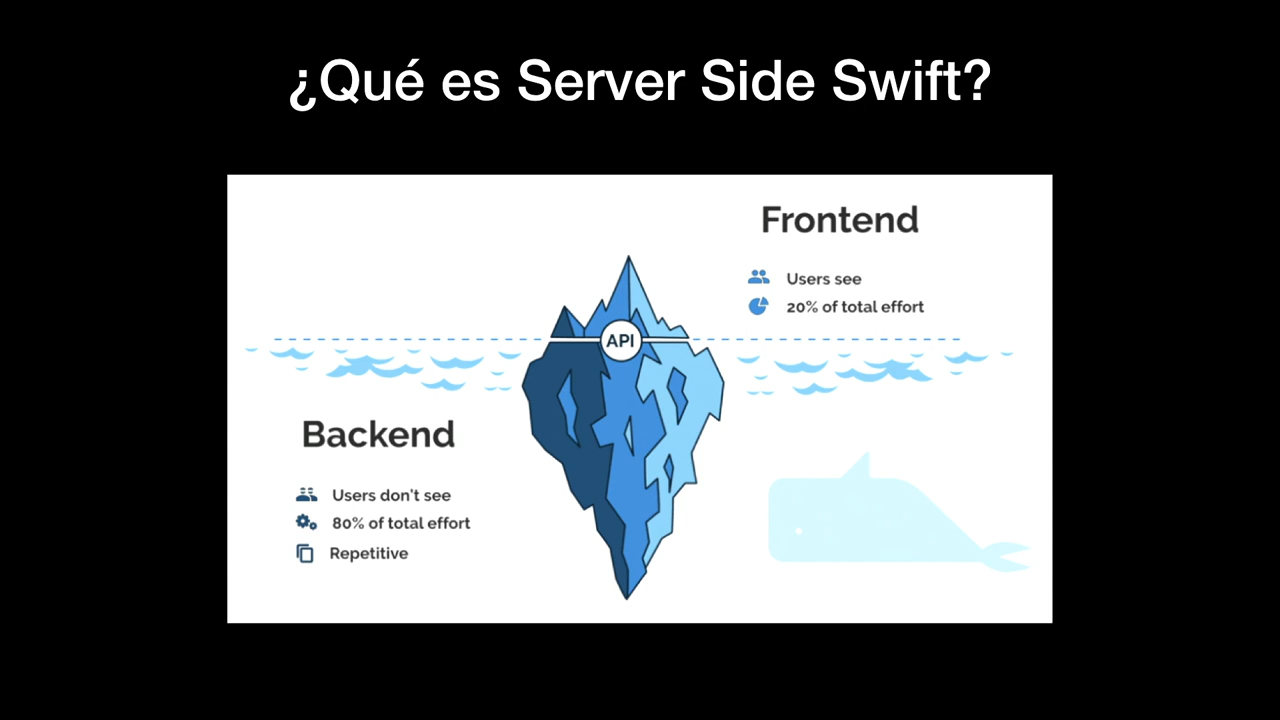 ¿Qué es Server Side Swift?
Frontend
Users see
20% of total effort
API
Backend
Users don't see
80% of total effort
Repetitive